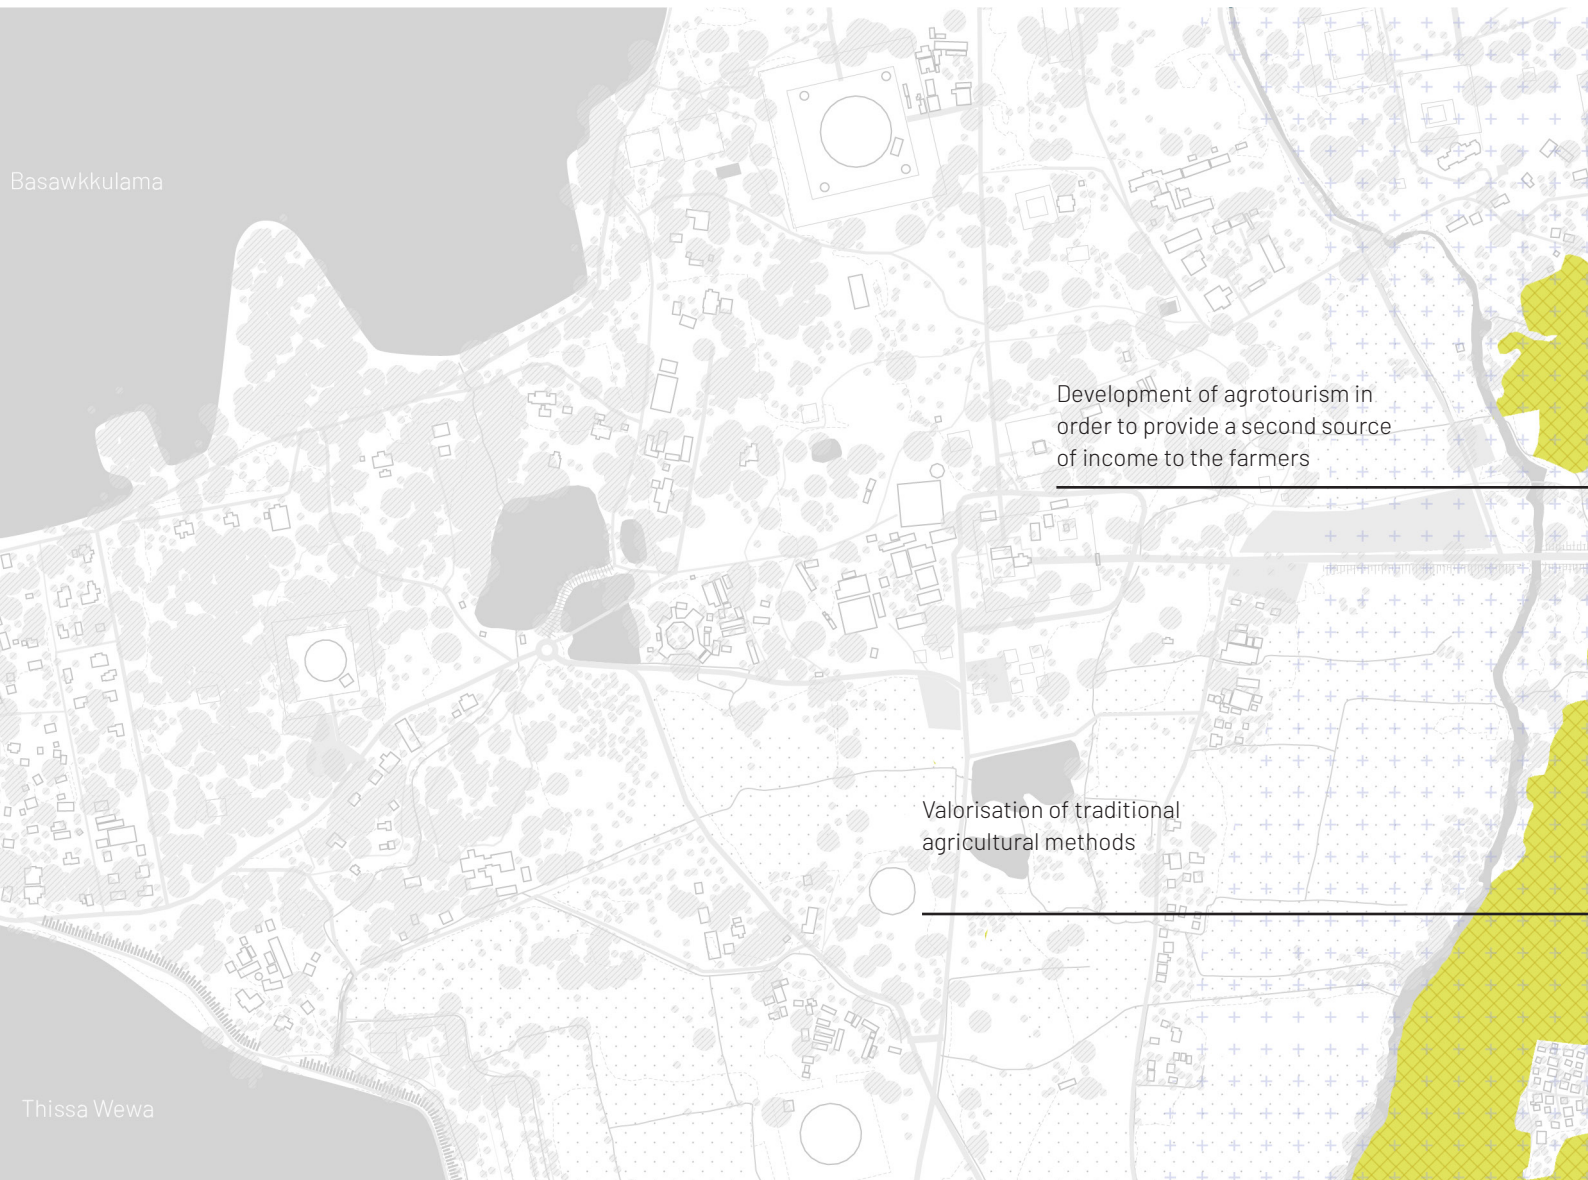 Basawkkulama
Development of agrotourism in
order to provide a second source
of income to the farmers
Valorisation of traditional
agricultural methods
Thissa Wewa